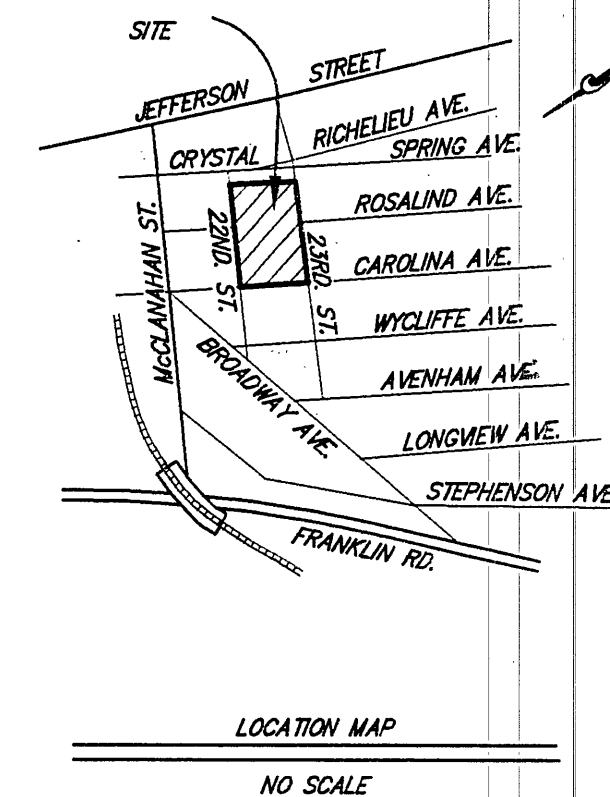 SITE
JEFFERSON STREET
RICHELIEU AVE.
CRYSTAL SPRING AVE.
ROSALIND AVE.
McCLANAHAN ST.
22ND. ST.
23RD. ST.
CAROLINA AVE.
WYCLIFFE AVE.
BROADWAY AVE.
AVENHAM AVE.
LONGVIEW AVE.
STEPHENSON AVE
FRANKLIN RD.
LOCATION MAP
NO SCALE